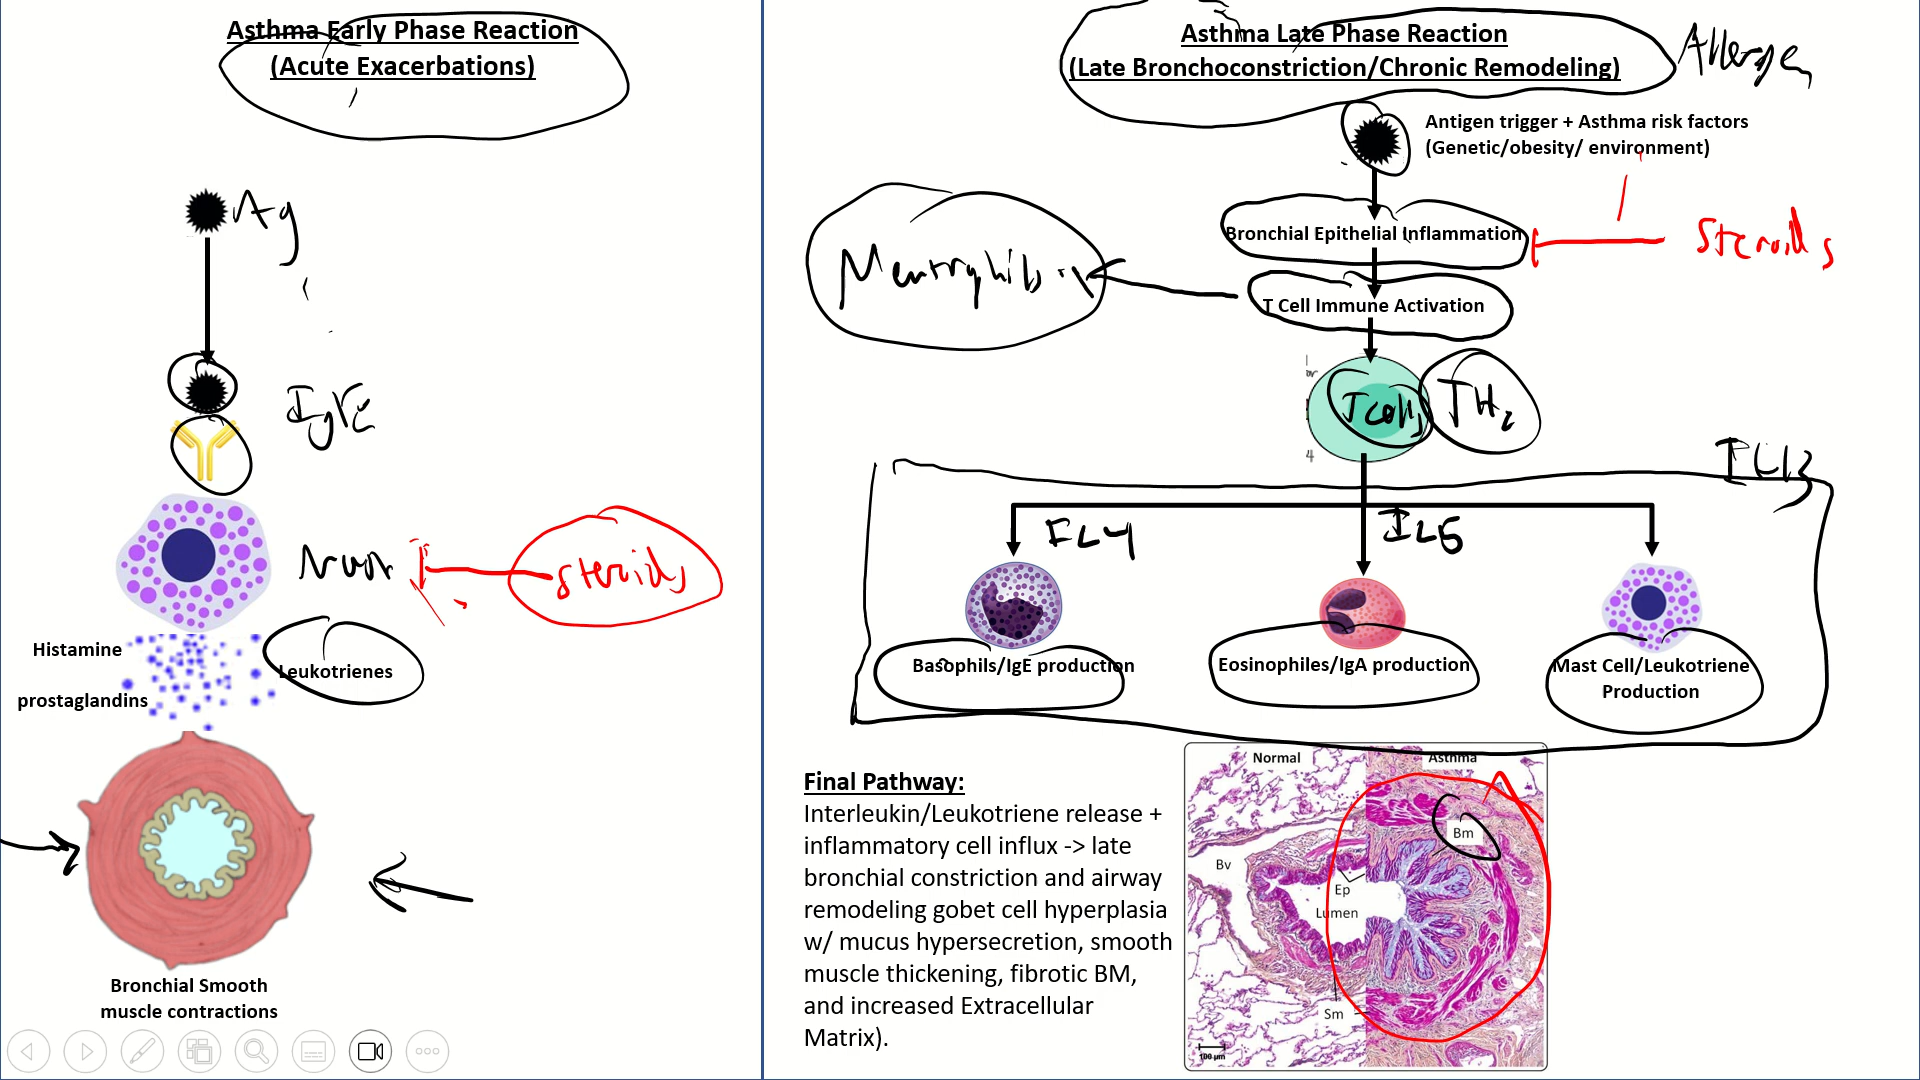 Asthma Early Phase Reaction
(Acute Exacerbations)
Ag
IgE
steroids
Histamine
Leukotrienes
prostaglandins
Bronchial Smooth
muscle contractions
Asthma Late Phase Reaction
(Late Bronchoconstriction/Chronic Remodeling)
Allergen
Antigen trigger + Asthma risk factors
(Genetic/obesity/ environment)
Bronchial Epithelial Inflammation
Steroids
Neutrophils
T Cell Immune Activation
T cell
TH2
IL13
IL4
IL5
Basophils/IgE production
Eosinophiles/IgA production
Mast Cell/Leukotriene
Production
Final Pathway:
Interleukin/Leukotriene release +
inflammatory cell influx -> late
bronchial constriction and airway
remodeling gobet cell hyperplasia
w/ mucus hypersecretion, smooth
muscle thickening, fibrotic BM,
and increased Extracellular
Matrix).
Normal
Asthma
Bm
Bv
Ep
Lumen
Sm
100 µm